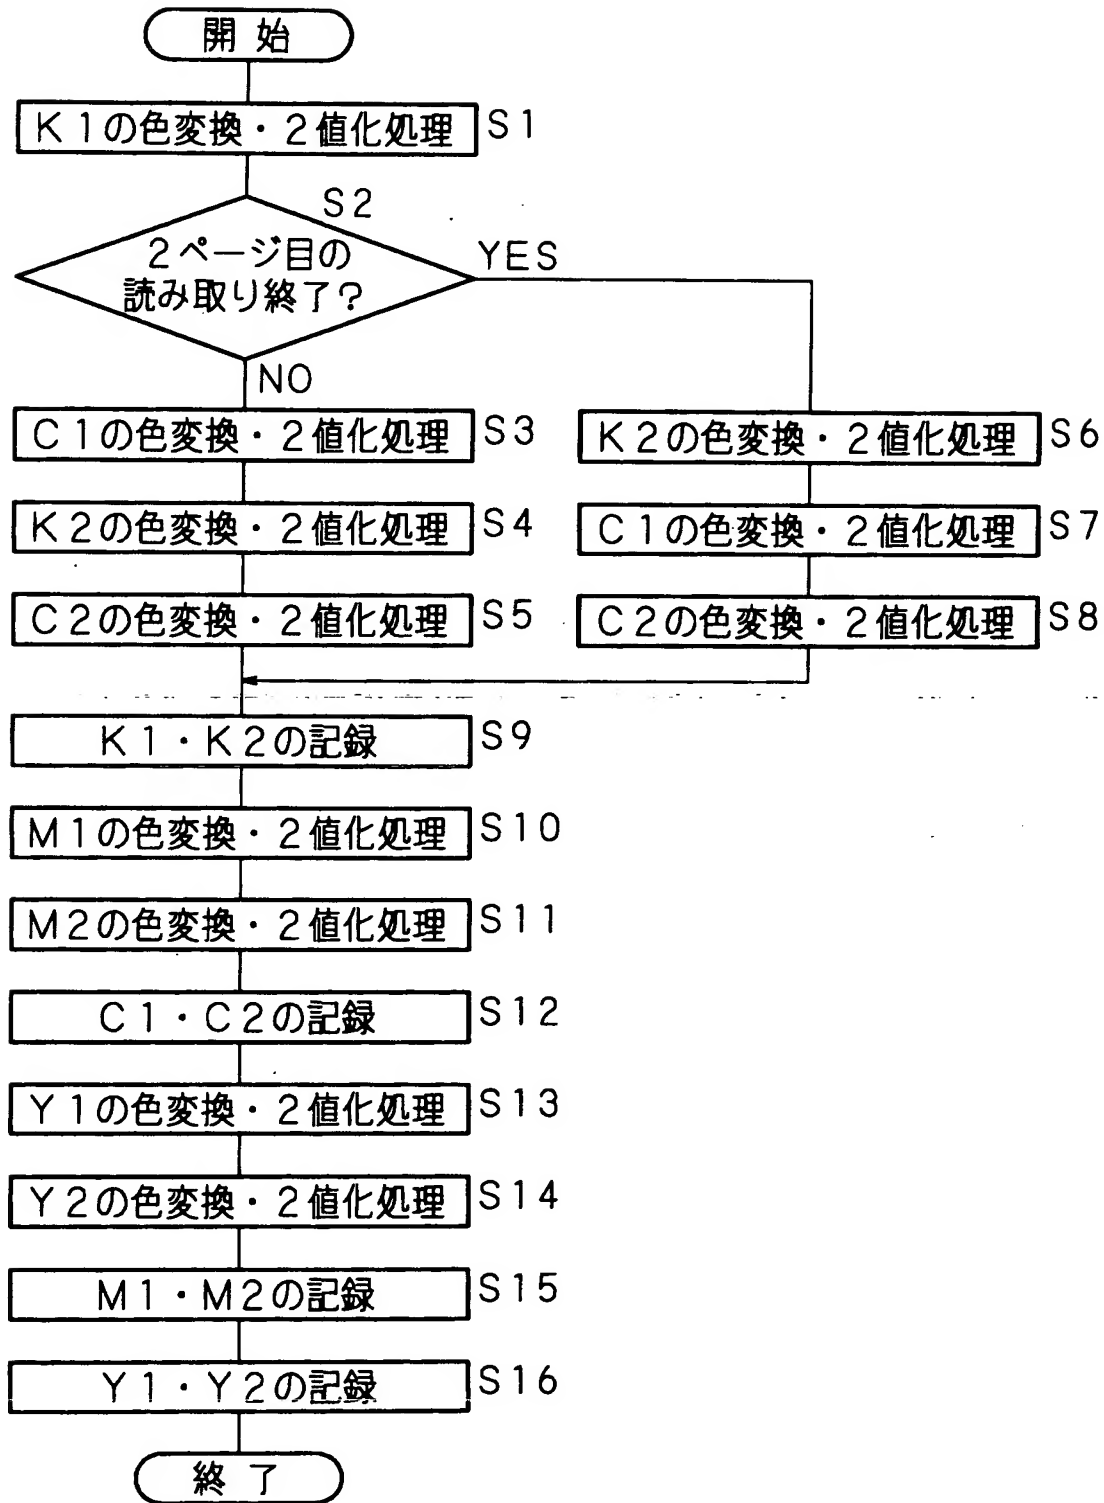 開始
K1の色変換・2値化処理 S1
S2
2ページ目の
読み取り終了?
YES
NO
C1の色変換・2値化処理 S3
K2の色変換・2値化処理 S4
C2の色変換・2値化処理 S5
K2の色変換・2値化処理 S6
C1の色変換・2値化処理 S7
C2の色変換・2値化処理 S8
K1・K2の記録 S9
M1の色変換・2値化処理 S10
M2の色変換・2値化処理 S11
C1・C2の記録 S12
Y1の色変換・2値化処理 S13
Y2の色変換・2値化処理 S14
M1・M2の記録 S15
Y1・Y2の記録 S16
終了